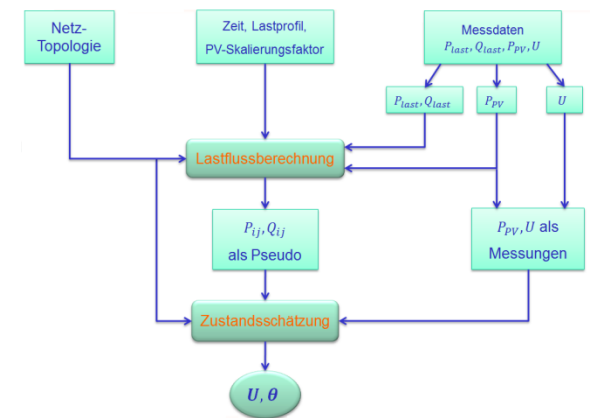 Netz-
Topologie
Zeit, Lastprofil,
PV-Skalierungsfaktor
Messdaten
P_last, Q_last, P_PV, U
P_last, Q_last
P_PV
U
Lastflussberechnung
P_ij, Q_ij
als Pseudo
P_PV, U als
Messungen
Zustandsschätzung
U, θ